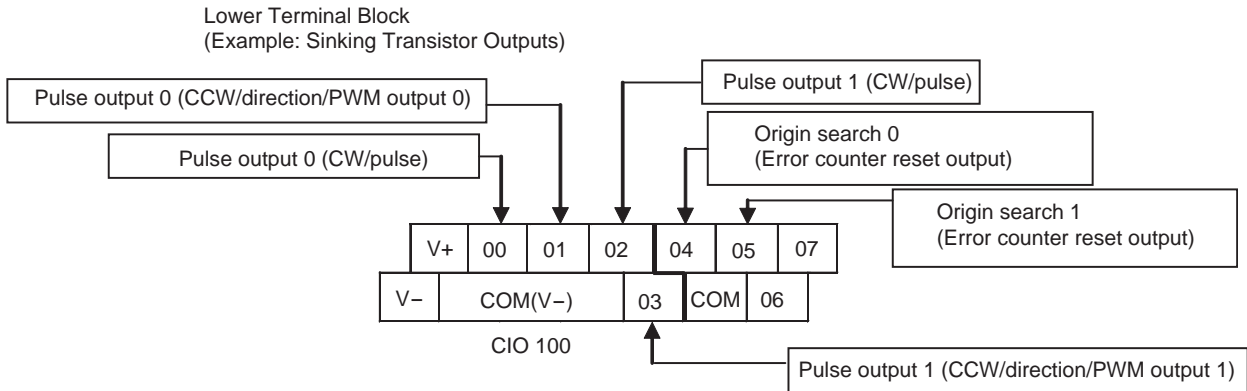 Lower Terminal Block
(Example: Sinking Transistor Outputs)
Pulse output 0 (CCW/direction/PWM output 0)
Pulse output 1 (CW/pulse)
Pulse output 0 (CW/pulse)
Origin search 0
(Error counter reset output)
Origin search 1
(Error counter reset output)
V+ 00 01 02 04 05 07
V− COM(V−) 03 COM 06
CIO 100
Pulse output 1 (CCW/direction/PWM output 1)